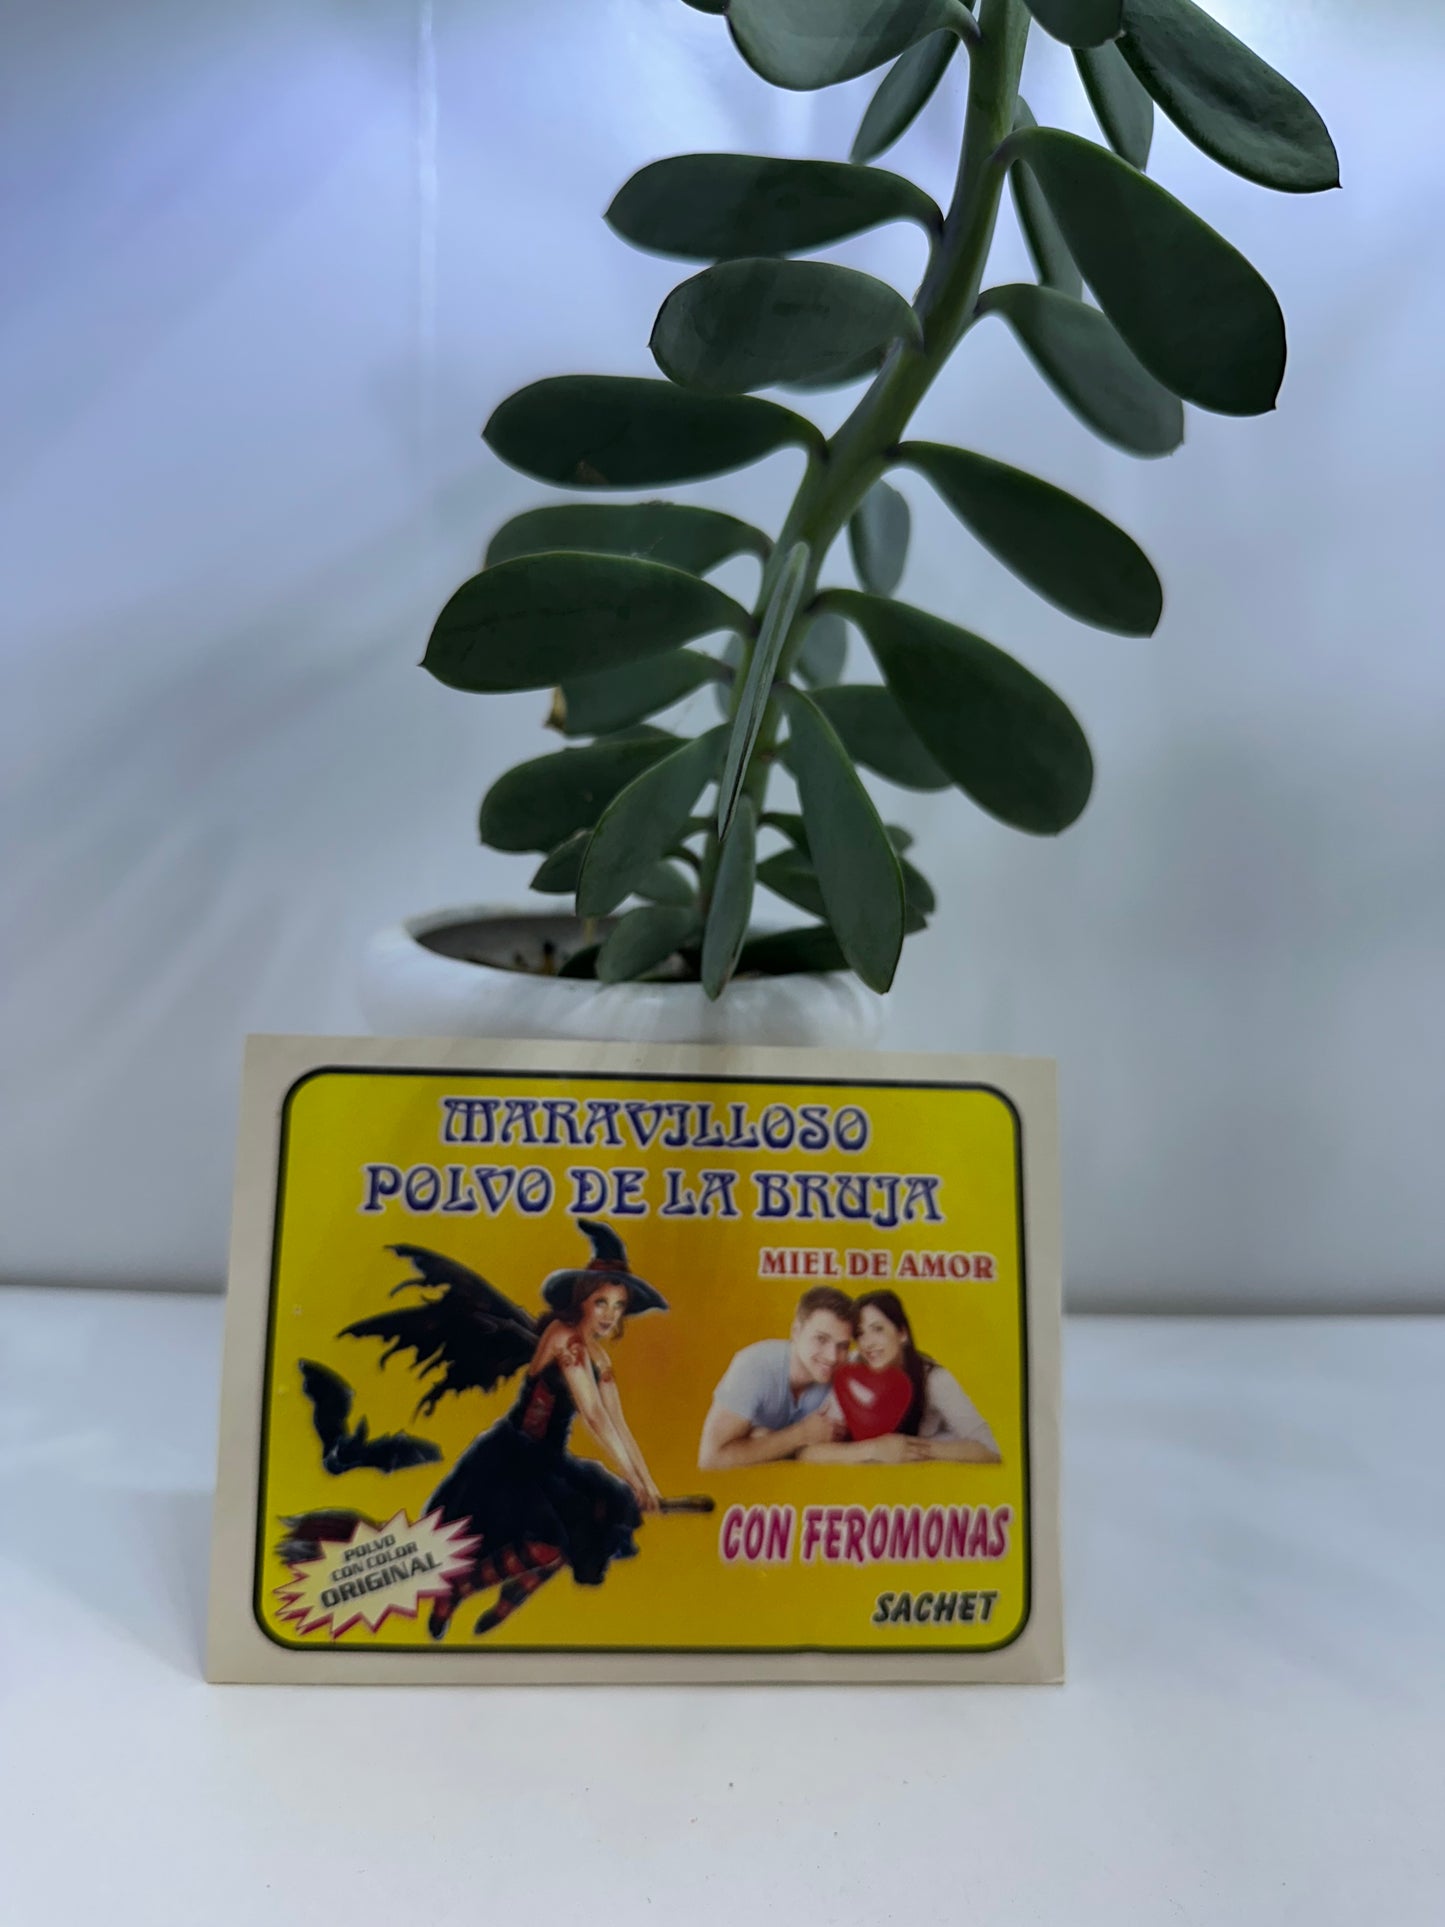 MARAVILLOSO
POLVO DE LA BRUJA
MIEL DE AMOR
CON FEROMONAS
SACHET
POLVO
CON COLOR
ORIGINAL